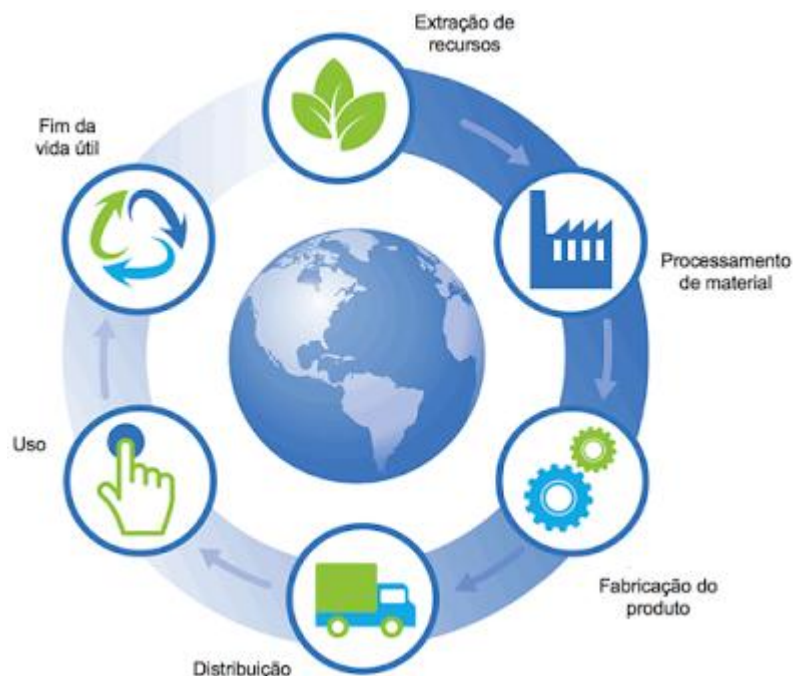 Extração de
recursos
Processamento
de material
Fabricação do
produto
Distribuição
Uso
Fim da
vida útil